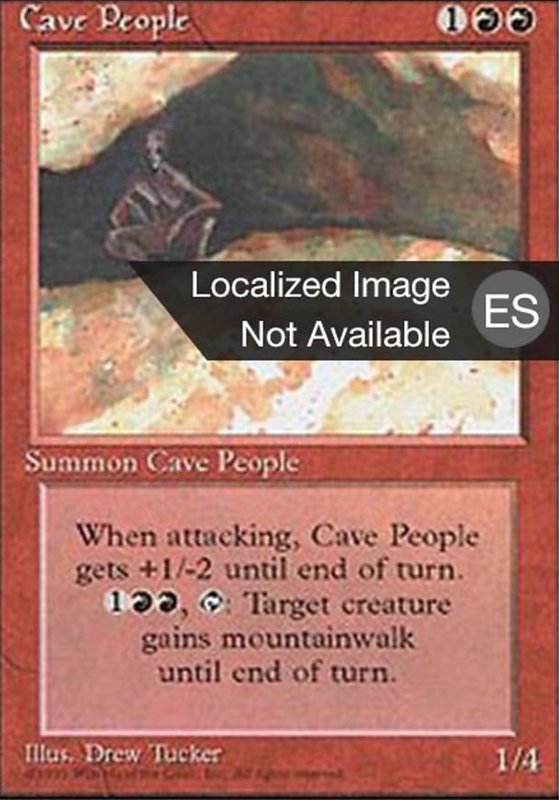 Cave People
1
Localized Image
Not Available
ES
Summon Cave People
When attacking, Cave People
gets +1/-2 until end of turn.
1, : Target creature
gains mountainwalk
until end of turn.
Illus. Drew Tucker
1/4